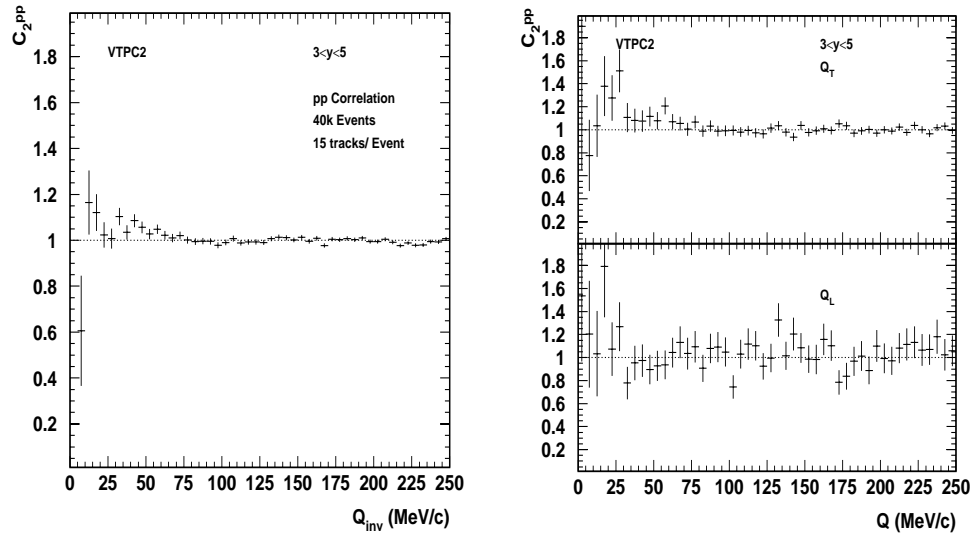 C₂ᵖᵖ
VTPC2
3<y<5
pp Correlation
40k Events
15 tracks/ Event
1.8
1.6
1.4
1.2
1
0.8
0.6
0.4
0.2
0 25 50 75 100 125 150 175 200 225 250
Q_inv (MeV/c)
C₂ᵖᵖ
VTPC2
3<y<5
Q_T
1.8
1.6
1.4
1.2
1
0.8
0.6
0.4
0.2
Q_L
1.8
1.6
1.4
1.2
1
0.8
0.6
0.4
0.2
0 25 50 75 100 125 150 175 200 225 250
Q (MeV/c)